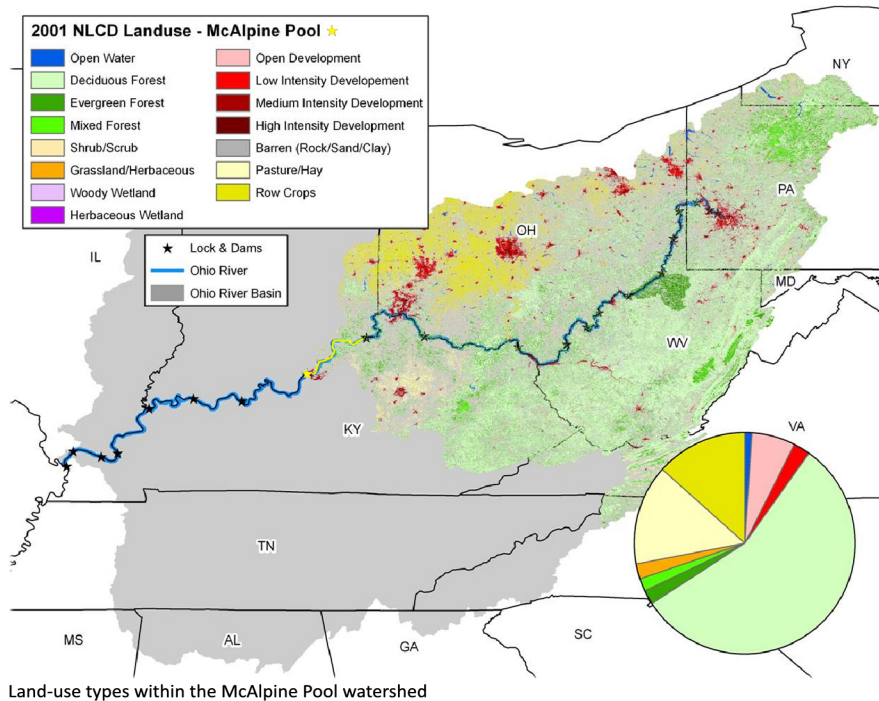 2001 NLCD Landuse - McAlpine Pool
Open Water
Deciduous Forest
Evergreen Forest
Mixed Forest
Shrub/Scrub
Grassland/Herbaceous
Woody Wetland
Herbaceous Wetland
Open Development
Low Intensity Developement
Medium Intensity Development
High Intensity Development
Barren (Rock/Sand/Clay)
Pasture/Hay
Row Crops
Lock & Dams
Ohio River
Ohio River Basin
NY
PA
OH
IL
MD
WV
KY
VA
TN
MS
AL
GA
SC
Land-use types within the McAlpine Pool watershed